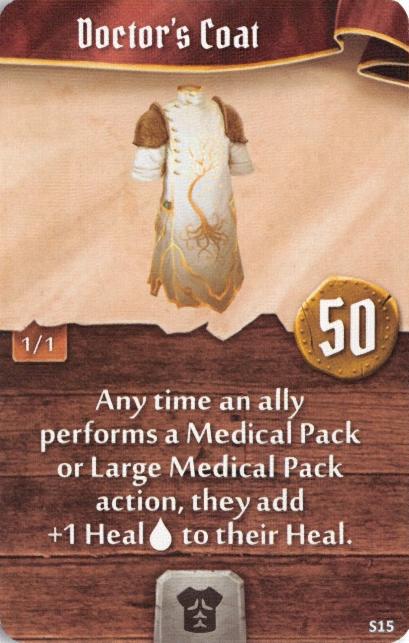 Doctor's Coat
50
1/1
Any time an ally
performs a Medical Pack
or Large Medical Pack
action, they add
+1 Heal to their Heal.
S15